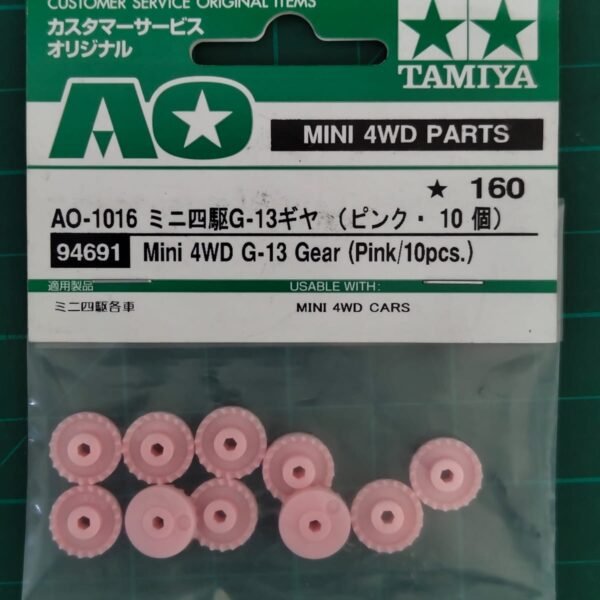 CUSTOMER SERVICE ORIGINAL ITEMS
カスタマーサービス
オリジナル
TAMIYA
AO
MINI 4WD PARTS
★ 160
AO-1016 ミニ四駆G-13ギヤ (ピンク・10個)
94691 Mini 4WD G-13 Gear (Pink/10pcs.)
適用製品 USABLE WITH:
ミニ四駆各車 MINI 4WD CARS